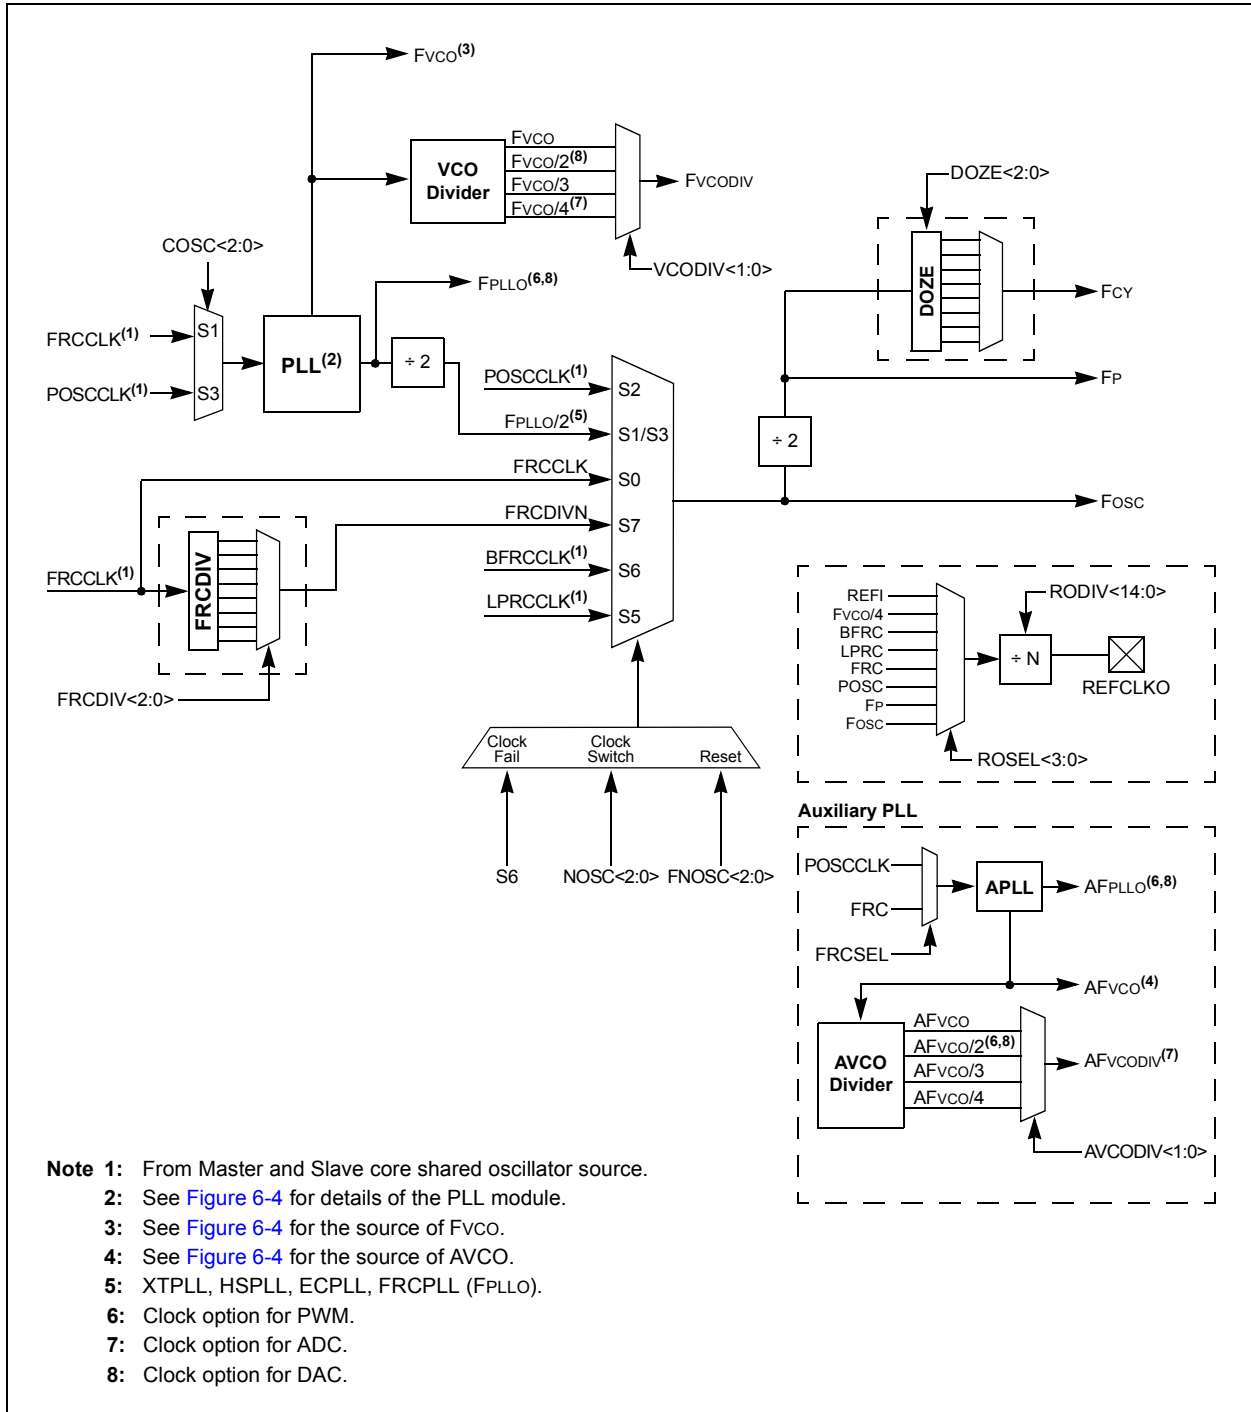 FVCO(3)
VCO
Divider
FVCO
FVCO/2(8)
FVCO/3
FVCO/4(7)
FVCODIV
VCODIV<1:0>
DOZE<2:0>
DOZE
FCY
COSC<2:0>
FRCCLK(1)
S1
POSCCLK(1)
S3
PLL(2)
FPLLO(6,8)
÷ 2
POSCCLK(1)
S2
FPLLO/2(5)
S1/S3
FRCCLK
S0
FRCDIVN
S7
BFRCCLK(1)
S6
LPRCCLK(1)
S5
FP
÷ 2
FOSC
FRCCLK(1)
FRCDIV
FRCDIV<2:0>
Clock
Fail
Clock
Switch
Reset
S6
NOSC<2:0>
FNOSC<2:0>
REFI
FVCO/4
BFRC
LPRC
FRC
POSC
FP
FOSC
RODIV<14:0>
÷ N
REFCLKO
ROSEL<3:0>
Auxiliary PLL
POSCCLK
FRC
FRCSEL
APLL
AFPLLO(6,8)
AFVCO(4)
AVCO
Divider
AFVCO
AFVCO/2(6,8)
AFVCO/3
AFVCO/4
AFVCODIV(7)
AVCODIV<1:0>
Note 1: From Master and Slave core shared oscillator source.
2: See Figure 6-4 for details of the PLL module.
3: See Figure 6-4 for the source of FVCO.
4: See Figure 6-4 for the source of AVCO.
5: XTPLL, HSPLL, ECPLL, FRCPLL (FPLLO).
6: Clock option for PWM.
7: Clock option for ADC.
8: Clock option for DAC.